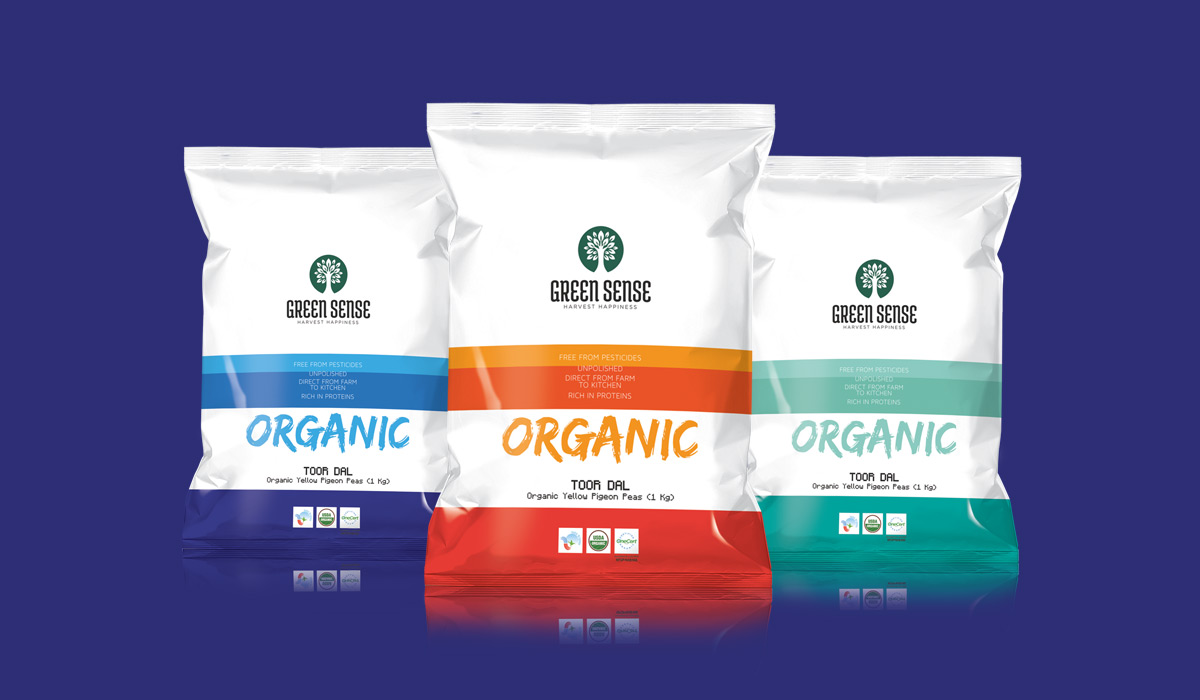 GREEN SENSE
HARVEST HAPPINESS
FREE FROM PESTICIDES
UNPOLISHED
DIRECT FROM FARM
TO KITCHEN
RICH IN PROTEINS
ORGANIC
TOOR DAL
Organic Yellow Pigeon Peas (1 Kg)
USDA
ORGANIC
OneCert
GREEN SENSE
HARVEST HAPPINESS
FREE FROM PESTICIDES
UNPOLISHED
DIRECT FROM FARM
TO KITCHEN
RICH IN PROTEINS
ORGANIC
TOOR DAL
Organic Yellow Pigeon Peas (1 Kg)
USDA
ORGANIC
OneCert
GREEN SENSE
HARVEST HAPPINESS
FREE FROM PESTICIDES
UNPOLISHED
DIRECT FROM FARM
TO KITCHEN
RICH IN PROTEINS
ORGANIC
TOOR DAL
Organic Yellow Pigeon Peas (1 Kg)
USDA
ORGANIC
OneCert